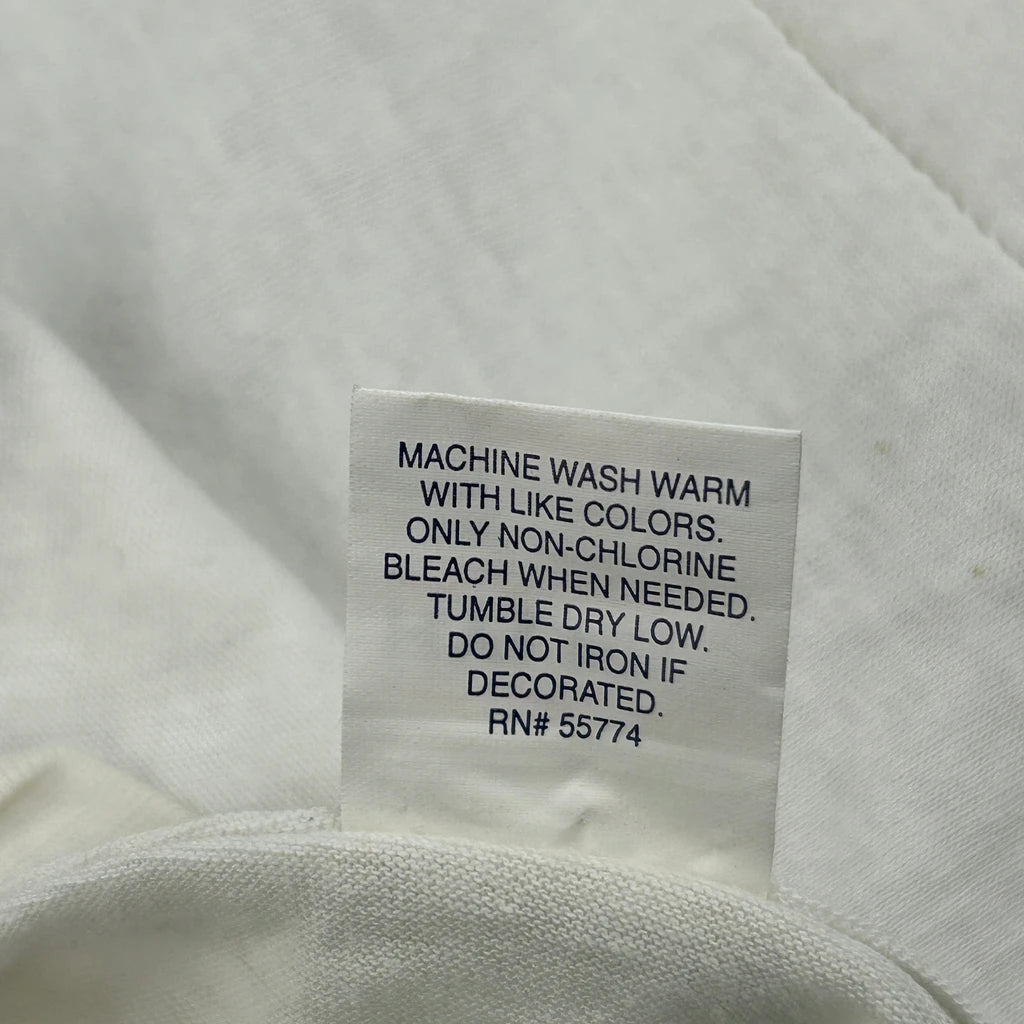 MACHINE WASH WARM
WITH LIKE COLORS.
ONLY NON-CHLORINE
BLEACH WHEN NEEDED.
TUMBLE DRY LOW.
DO NOT IRON IF
DECORATED.
RN# 55774